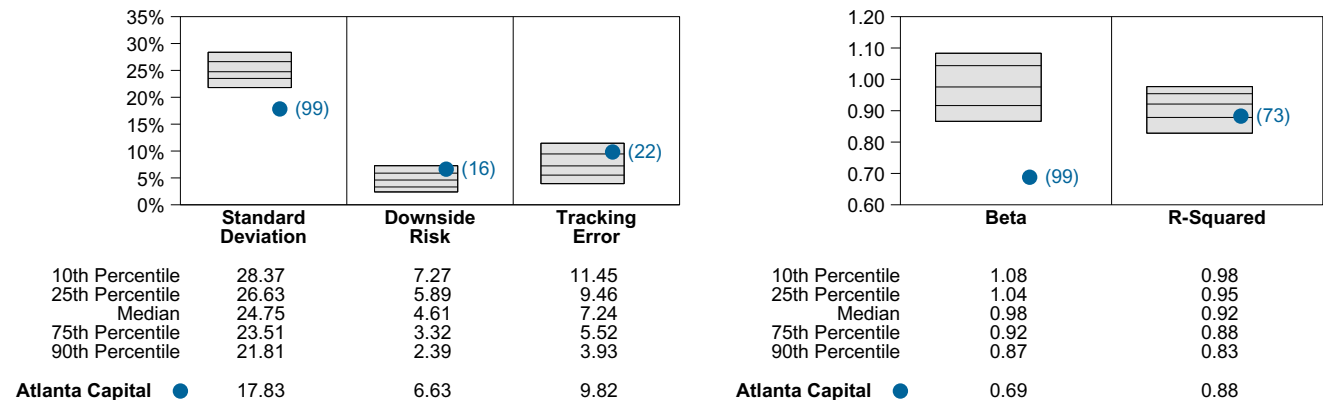 35%
30%
25%
20%
15%
10%
5%
0%
(99)
(16)
(22)
Standard Deviation
Downside Risk
Tracking Error
10th Percentile 28.37 7.27 11.45
25th Percentile 26.63 5.89 9.46
Median 24.75 4.61 7.24
75th Percentile 23.51 3.32 5.52
90th Percentile 21.81 2.39 3.93
Atlanta Capital 17.83 6.63 9.82
1.20
1.10
1.00
0.90
0.80
0.70
0.60
(99)
(73)
Beta R-Squared
10th Percentile 1.08 0.98
25th Percentile 1.04 0.95
Median 0.98 0.92
75th Percentile 0.92 0.88
90th Percentile 0.87 0.83
Atlanta Capital 0.69 0.88